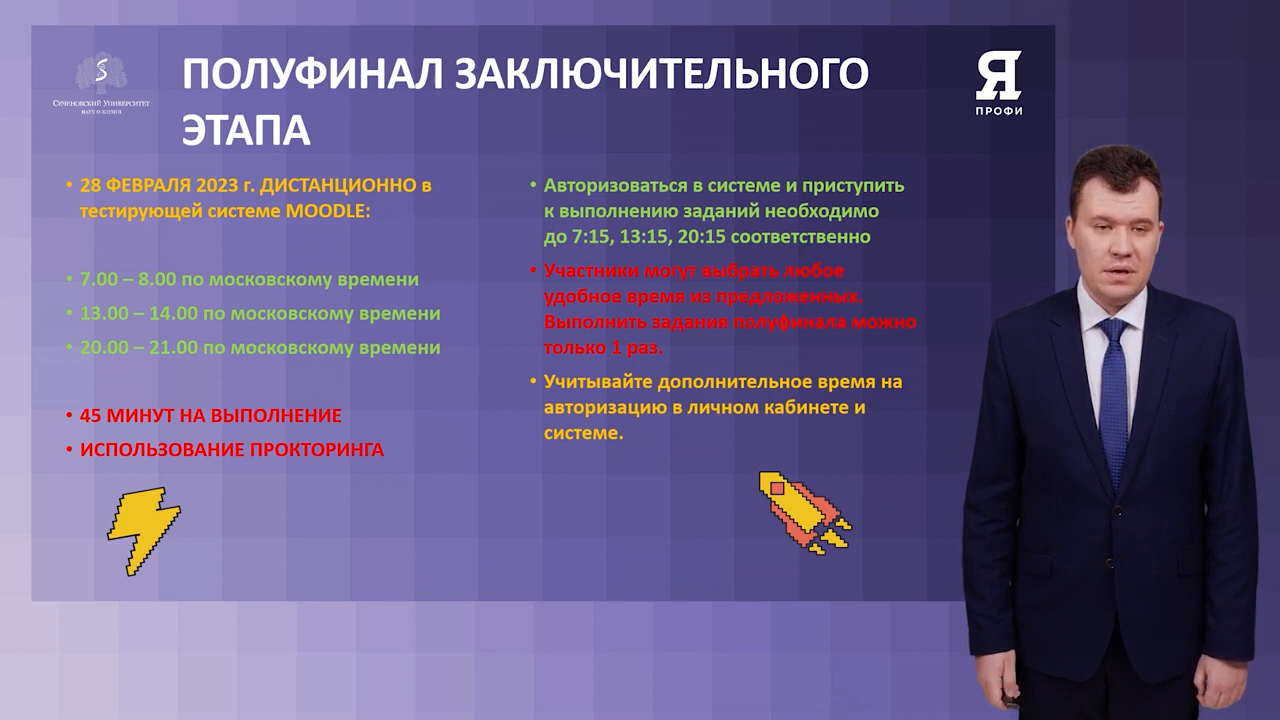 ПОЛУФИНАЛ ЗАКЛЮЧИТЕЛЬНОГО
ЭТАПА
СЕЧЕНОВСКИЙ УНИВЕРСИТЕТ
Я
ПРОФИ
• 28 ФЕВРАЛЯ 2023 г. ДИСТАНЦИОННО в
тестирующей системе MOODLE:
• 7.00 – 8.00 по московскому времени
• 13.00 – 14.00 по московскому времени
• 20.00 – 21.00 по московскому времени
• 45 МИНУТ НА ВЫПОЛНЕНИЕ
• ИСПОЛЬЗОВАНИЕ ПРОКТОРИНГА
• Авторизоваться в системе и приступить
к выполнению заданий необходимо
до 7:15, 13:15, 20:15 соответственно
• Участники могут выбрать любое
удобное время из предложенных.
Выполнить задания полуфинала можно
только 1 раз.
• Учитывайте дополнительное время на
авторизацию в личном кабинете и
системе.